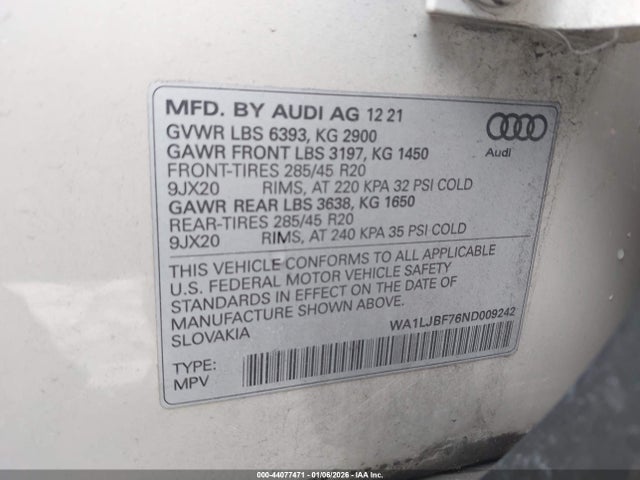 MFD. BY AUDI AG 12 21
GVWR LBS 6393, KG 2900
GAWR FRONT LBS 3197, KG 1450
FRONT-TIRES 285/45 R20
9JX20 RIMS, AT 220 KPA 32 PSI COLD
GAWR REAR LBS 3638, KG 1650
REAR-TIRES 285/45 R20
9JX20 RIMS, AT 240 KPA 35 PSI COLD
Audi
THIS VEHICLE CONFORMS TO ALL APPLICABLE
U.S. FEDERAL MOTOR VEHICLE SAFETY
STANDARDS IN EFFECT ON THE DATE OF
MANUFACTURE SHOWN ABOVE.
SLOVAKIA
WA1LJBF76ND009242
TYPE:
MPV
000-44077471 - 01/06/2026 - IAA Inc.